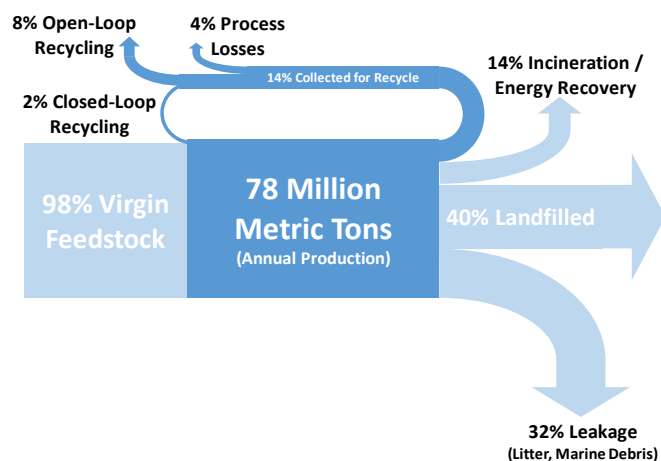 8% Open-Loop
Recycling
4% Process
Losses
14% Collected for Recycle
14% Incineration /
Energy Recovery
2% Closed-Loop
Recycling
98% Virgin
Feedstock
78 Million
Metric Tons
(Annual Production)
40% Landfilled
32% Leakage
(Litter, Marine Debris)